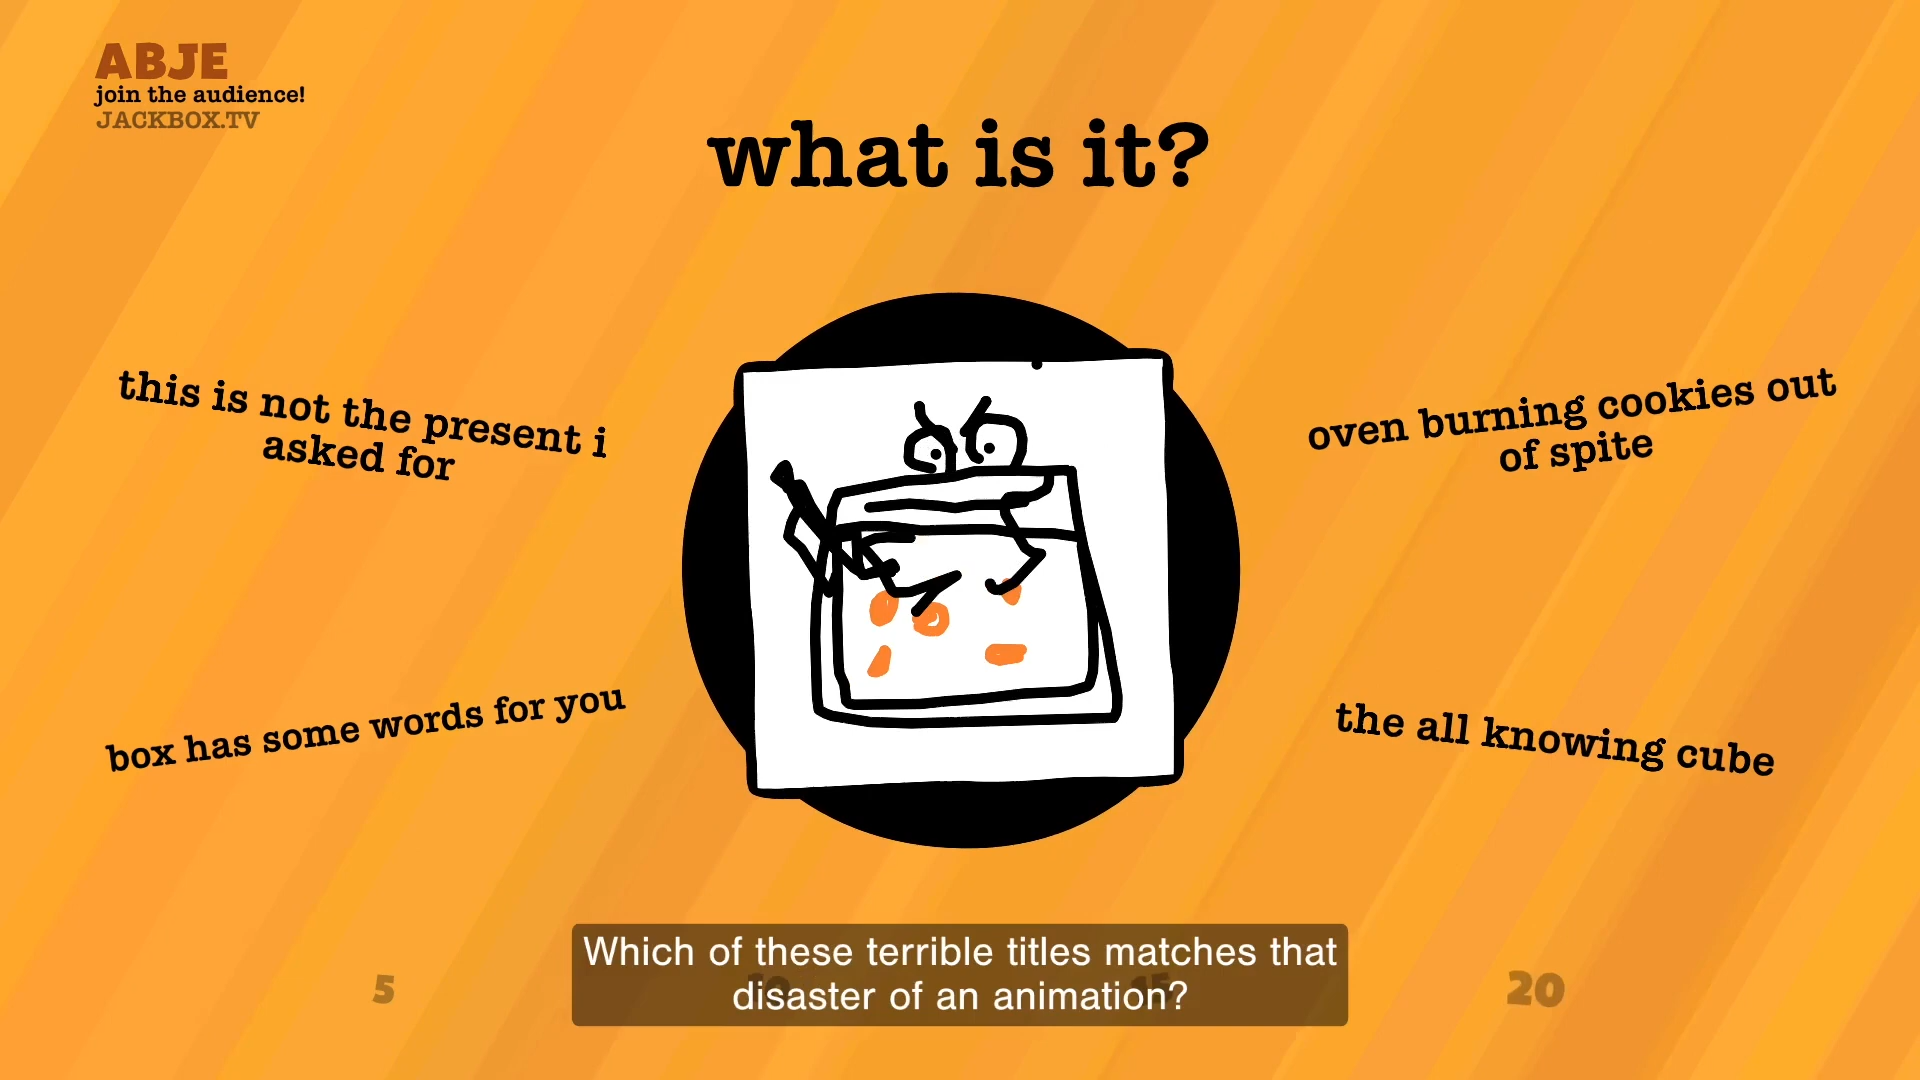 ABJE
join the audience!
JACKBOX.TV
what is it?
this is not the present i
asked for
oven burning cookies out
of spite
box has some words for you
the all knowing cube
Which of these terrible titles matches that
disaster of an animation?
5
10
15
20